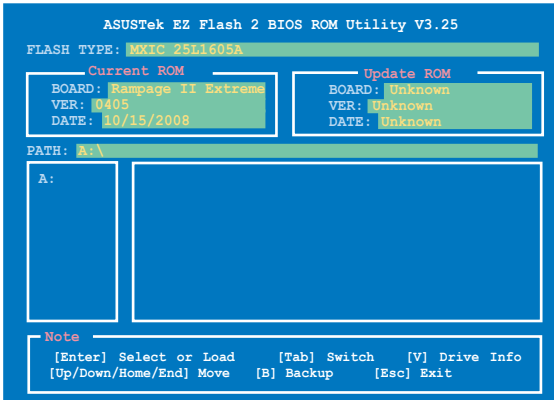 ASUSTek EZ Flash 2 BIOS ROM Utility V3.25
FLASH TYPE: MXIC 25L1605A
Current ROM
BOARD: Rampage II Extreme
VER: 0405
DATE: 10/15/2008
Update ROM
BOARD: Unknown
VER: Unknown
DATE: Unknown
PATH: A:\
A:
Note
[Enter] Select or Load [Tab] Switch [V] Drive Info
[Up/Down/Home/End] Move [B] Backup [Esc] Exit